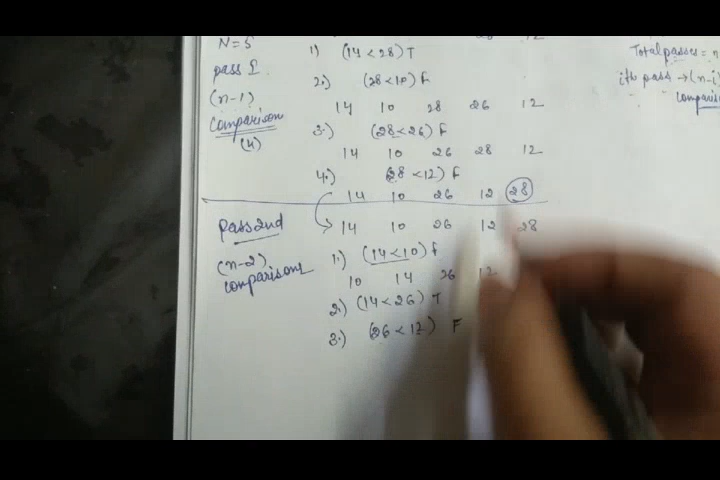 N=5
1) (14<28) T
Total passes = n
pass 1
2.) (28<10) F
ith pass → (n-i)
(n-1)
14 10 28 26 12
comparison
3.) (28<26) F
(4)
14 10 26 28 12
4.) (28<12) F
14 10 26 12 28
pass 2nd
14 10 26 12 28
(n-2)
comparisons
1.) (14<10) F
10 14 26 12
2.) (14<26) T
3.) (26<12) F